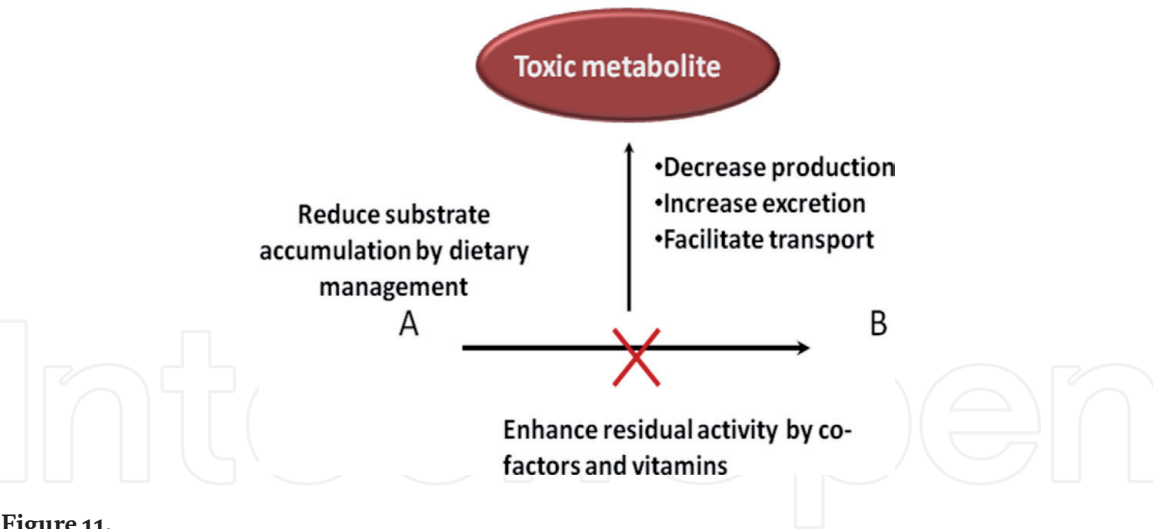 Toxic metabolite
•Decrease production
•Increase excretion
•Facilitate transport
Reduce substrate
accumulation by dietary
management
A
B
Enhance residual activity by co-
factors and vitamins
Figure 11.